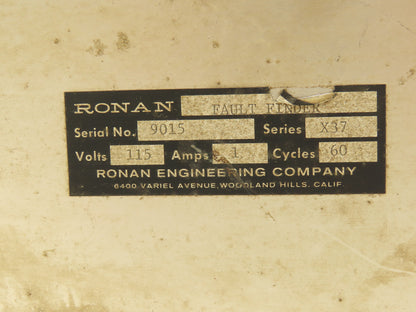 RONAN FAULT FINDER
Serial No. 9015 Series X37
Volts 115 Amps 1 Cycles 60
RONAN ENGINEERING COMPANY
6400 VARIEL AVENUE, WOODLAND HILLS. CALIF